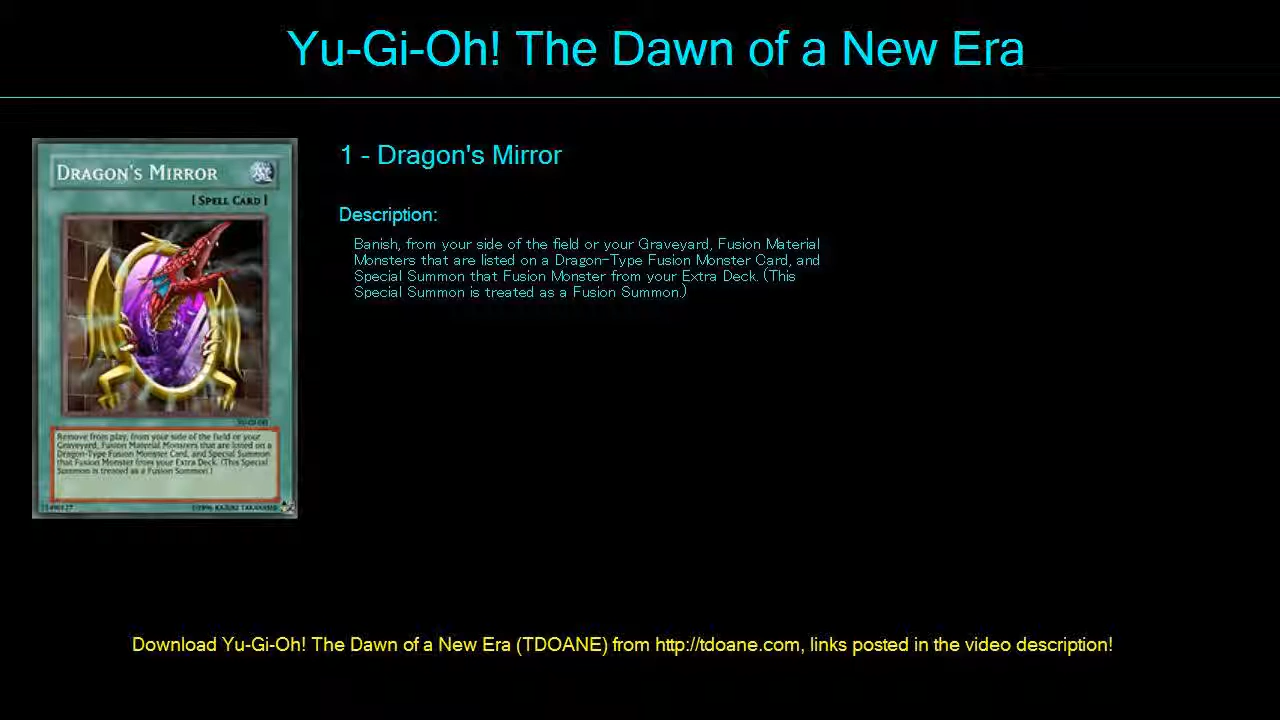 Yu-Gi-Oh! The Dawn of a New Era
DRAGON'S MIRROR
[ SPELL CARD ]
Remove from play, from your side of the field or your
Graveyard, Fusion Material Monsters that are listed on a
Dragon-Type Fusion Monster Card, and Special Summon
that Fusion Monster from your Extra Deck. (This Special
Summon is treated as a Fusion Summon.)
©1996 KAZUKI TAKAHASHI
1 - Dragon's Mirror
Description:
Banish, from your side of the field or your Graveyard, Fusion Material
Monsters that are listed on a Dragon-Type Fusion Monster Card, and
Special Summon that Fusion Monster from your Extra Deck. (This
Special Summon is treated as a Fusion Summon.)
Download Yu-Gi-Oh! The Dawn of a New Era (TDOANE) from http://tdoane.com, links posted in the video description!